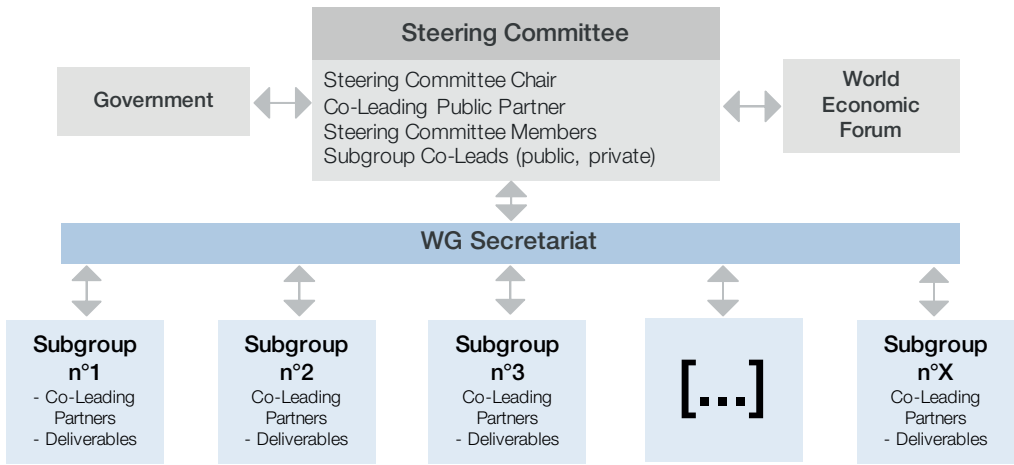 Steering Committee
Government
Steering Committee Chair
Co-Leading Public Partner
Steering Committee Members
Subgroup Co-Leads (public, private)
World
Economic
Forum
WG Secretariat
Subgroup
n°1
- Co-Leading
Partners
- Deliverables
Subgroup
n°2
Co-Leading
Partners
- Deliverables
Subgroup
n°3
Co-Leading
Partners
- Deliverables
[...]
Subgroup
n°X
Co-Leading
Partners
- Deliverables